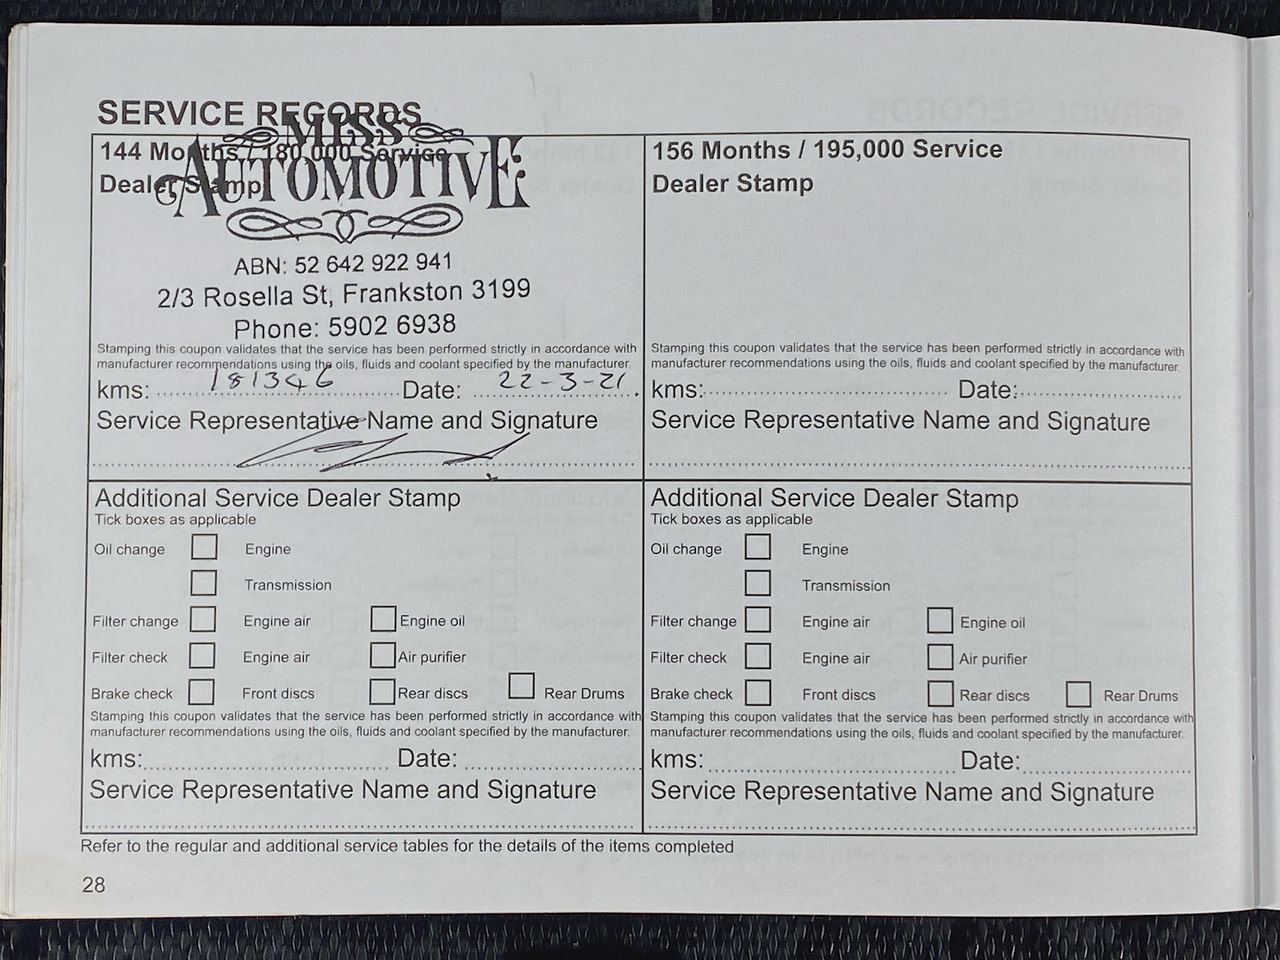 SERVICE RECORDS
144 Months / 180,000 Service
Dealer Stamp
MISS
AUTOMOTIVE
ABN: 52 642 922 941
2/3 Rosella St, Frankston 3199
Phone: 5902 6938
Stamping this coupon validates that the service has been performed strictly in accordance with
manufacturer recommendations using the oils, fluids and coolant specified by the manufacturer
kms: 181346 Date: 22-3-21
Service Representative Name and Signature
156 Months / 195,000 Service
Dealer Stamp
Stamping this coupon validates that the service has been performed strictly in accordance with
manufacturer recommendations using the oils, fluids and coolant specified by the manufacturer.
kms: Date:
Service Representative Name and Signature
Additional Service Dealer Stamp
Tick boxes as applicable
Oil change Engine
Transmission
Filter change Engine air Engine oil
Filter check Engine air Air purifier
Brake check Front discs Rear discs Rear Drums
Stamping this coupon validates that the service has been performed strictly in accordance with
manufacturer recommendations using the oils, fluids and coolant specified by the manufacturer.
kms: Date:
Service Representative Name and Signature
Additional Service Dealer Stamp
Tick boxes as applicable
Oil change Engine
Transmission
Filter change Engine air Engine oil
Filter check Engine air Air purifier
Brake check Front discs Rear discs Rear Drums
Stamping this coupon validates that the service has been performed strictly in accordance with
manufacturer recommendations using the oils, fluids and coolant specified by the manufacturer.
kms: Date:
Service Representative Name and Signature
Refer to the regular and additional service tables for the details of the items completed
28